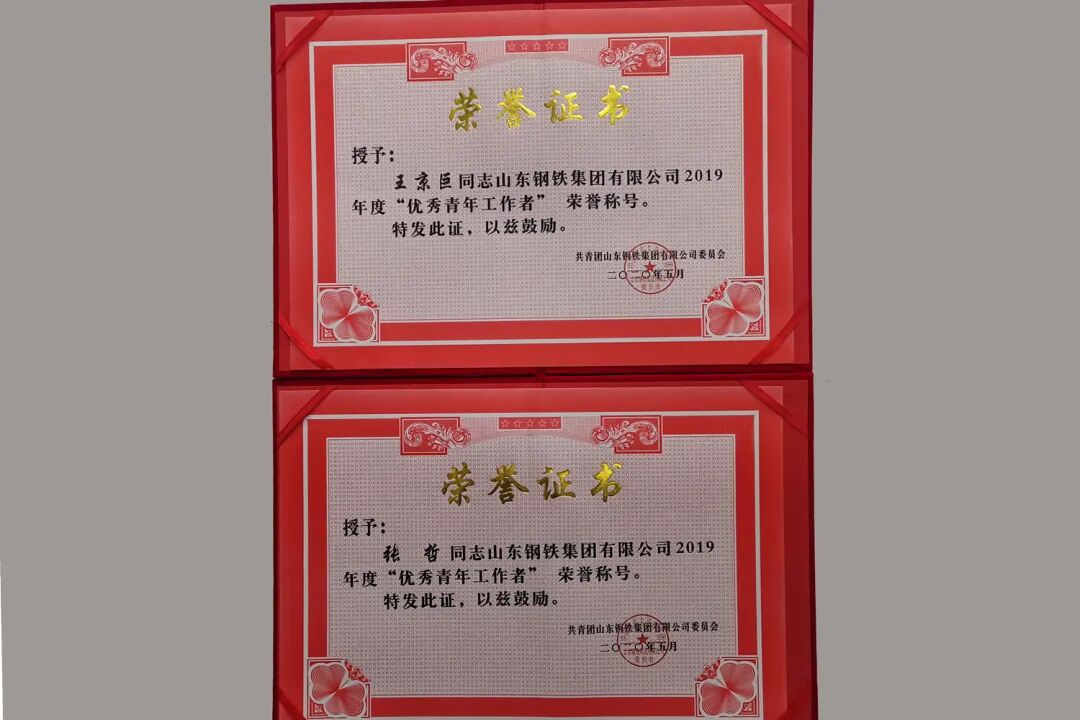 荣誉证书
授予：
王京巨同志山东钢铁集团有限公司2019
年度“优秀青年工作者” 荣誉称号。
特发此证，以兹鼓励。
共青团山东钢铁集团有限公司委员会
二〇二〇年五月
委员会
荣誉证书
授予：
张 哲 同志山东钢铁集团有限公司2019
年度“优秀青年工作者” 荣誉称号。
特发此证，以兹鼓励。
共青团山东钢铁集团有限公司委员会
二〇二〇年五月
委员会